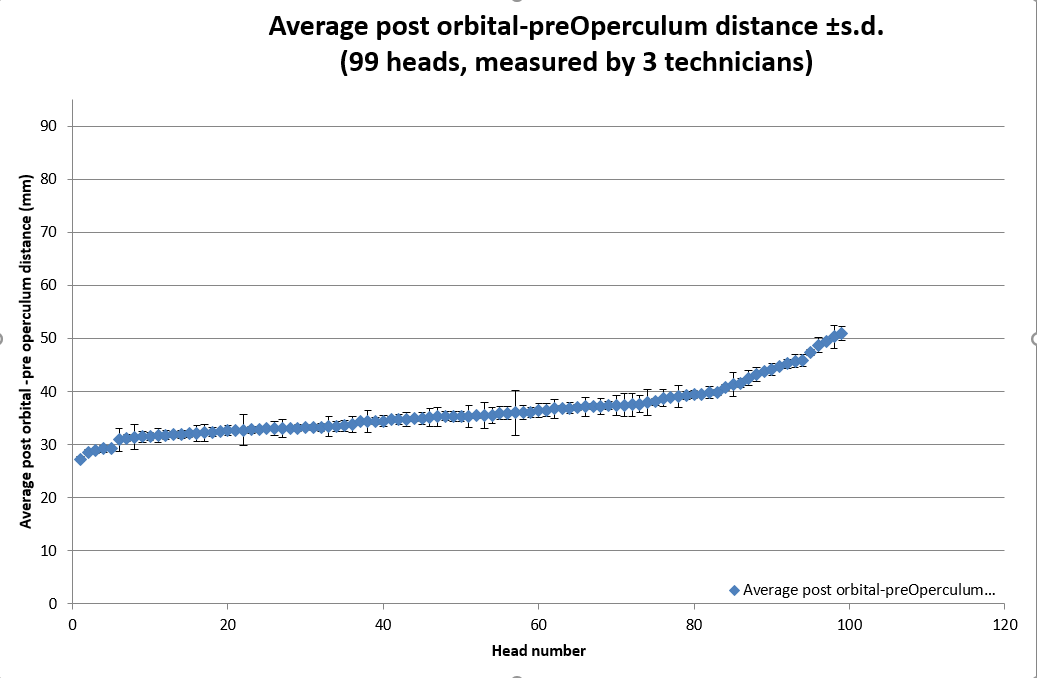 Average post orbital-preOperculum distance ±s.d.
(99 heads, measured by 3 technicians)
Average post orbital -pre operculum distance (mm)
90
80
70
60
50
40
30
20
10
0
Average post orbital-preOperculum...
0 20 40 60 80 100 120
Head number